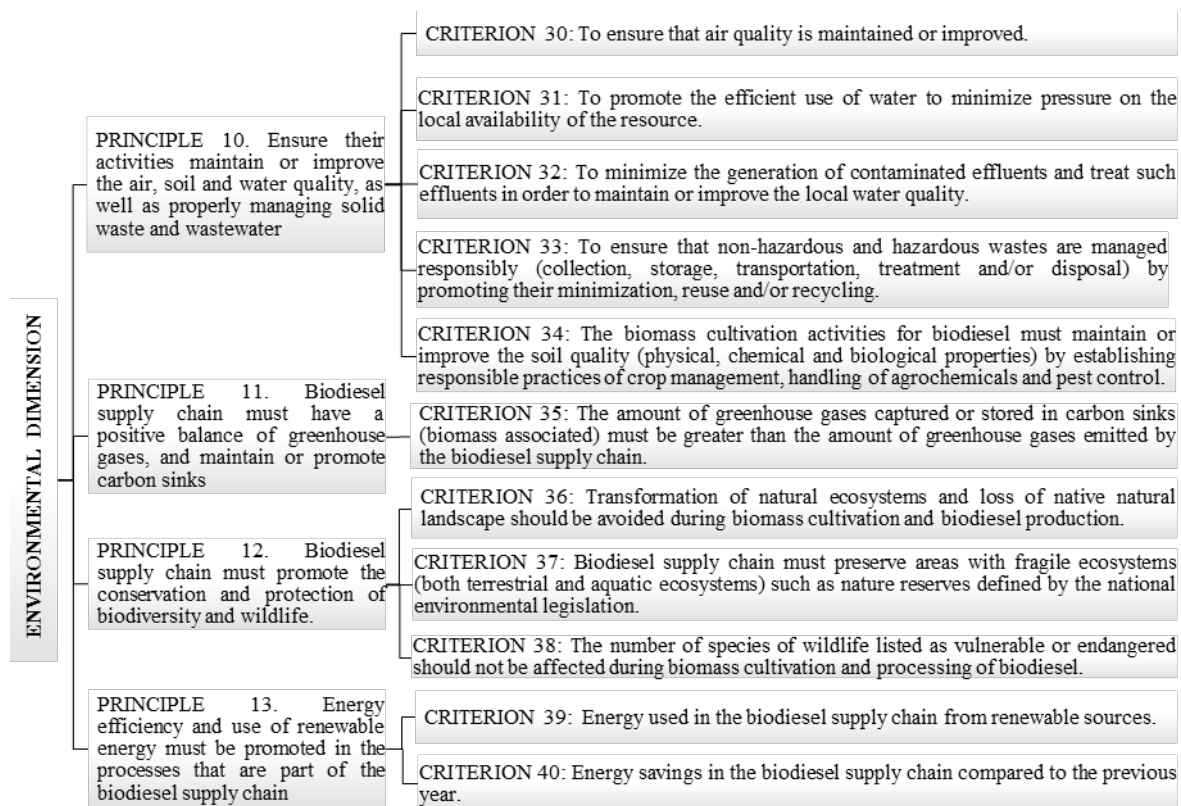 ENVIRONMENTAL DIMENSION
PRINCIPLE 10. Ensure their
activities maintain or improve
the air, soil and water quality, as
well as properly managing solid
waste and wastewater
CRITERION 30: To ensure that air quality is maintained or improved.
CRITERION 31: To promote the efficient use of water to minimize pressure on the
local availability of the resource.
CRITERION 32: To minimize the generation of contaminated effluents and treat such
effluents in order to maintain or improve the local water quality.
CRITERION 33: To ensure that non-hazardous and hazardous wastes are managed
responsibly (collection, storage, transportation, treatment and/or disposal) by
promoting their minimization, reuse and/or recycling.
CRITERION 34: The biomass cultivation activities for biodiesel must maintain or
improve the soil quality (physical, chemical and biological properties) by establishing
responsible practices of crop management, handling of agrochemicals and pest control.
PRINCIPLE 11. Biodiesel
supply chain must have a
positive balance of greenhouse
gases, and maintain or promote
carbon sinks
CRITERION 35: The amount of greenhouse gases captured or stored in carbon sinks
(biomass associated) must be greater than the amount of greenhouse gases emitted by
the biodiesel supply chain.
PRINCIPLE 12. Biodiesel
supply chain must promote the
conservation and protection of
biodiversity and wildlife.
CRITERION 36: Transformation of natural ecosystems and loss of native natural
landscape should be avoided during biomass cultivation and biodiesel production.
CRITERION 37: Biodiesel supply chain must preserve areas with fragile ecosystems
(both terrestrial and aquatic ecosystems) such as nature reserves defined by the national
environmental legislation.
CRITERION 38: The number of species of wildlife listed as vulnerable or endangered
should not be affected during biomass cultivation and processing of biodiesel.
PRINCIPLE 13. Energy
efficiency and use of renewable
energy must be promoted in the
processes that are part of the
biodiesel supply chain
CRITERION 39: Energy used in the biodiesel supply chain from renewable sources.
CRITERION 40: Energy savings in the biodiesel supply chain compared to the previous
year.